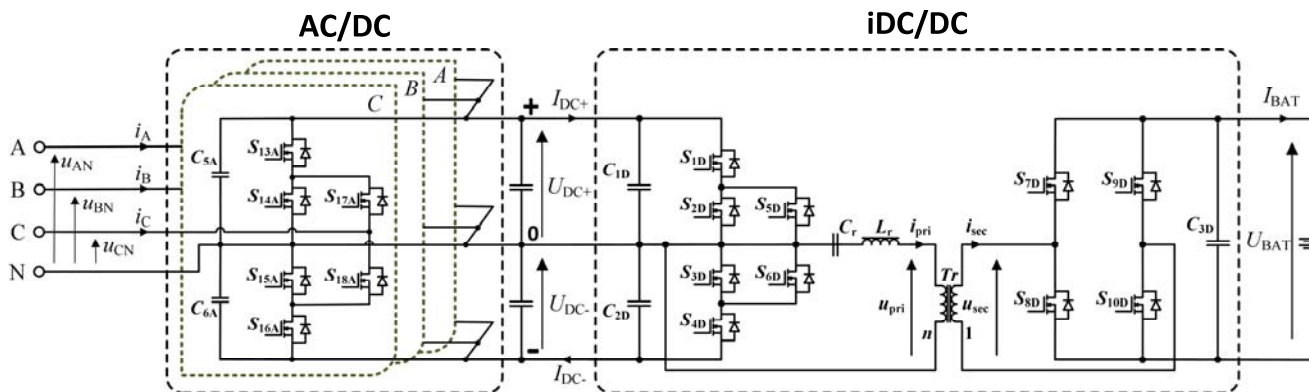 AC/DC
iDC/DC
A
B
C
A
B
C
N
i_A
i_B
i_C
u_AN
u_BN
u_CN
C_5A
C_6A
S_13A
S_14A
S_17A
S_15A
S_18A
S_16A
+
0
-
I_DC+
U_DC+
U_DC-
I_DC-
C_1D
C_2D
S_1D
S_2D
S_5D
S_3D
S_6D
S_4D
C_r
L_r
i_pri
i_sec
u_pri
Tr
u_sec
n
1
S_7D
S_9D
S_8D
S_10D
C_3D
I_BAT
U_BAT